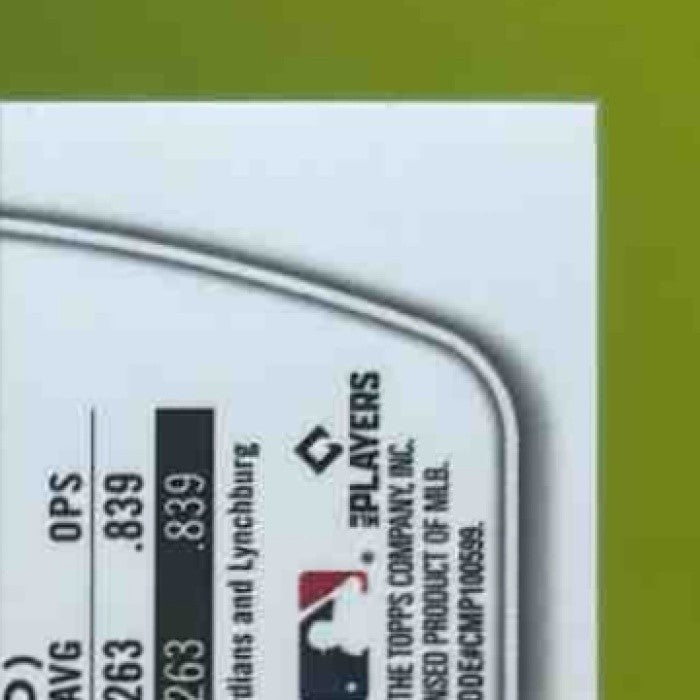 D)
AVG OPS
263 .839
263 .839
dians and Lynchburg
MLB PLAYERS
®
THE TOPPS COMPANY, INC.
NSED PRODUCT OF MLB.
ODE#CMP100599.